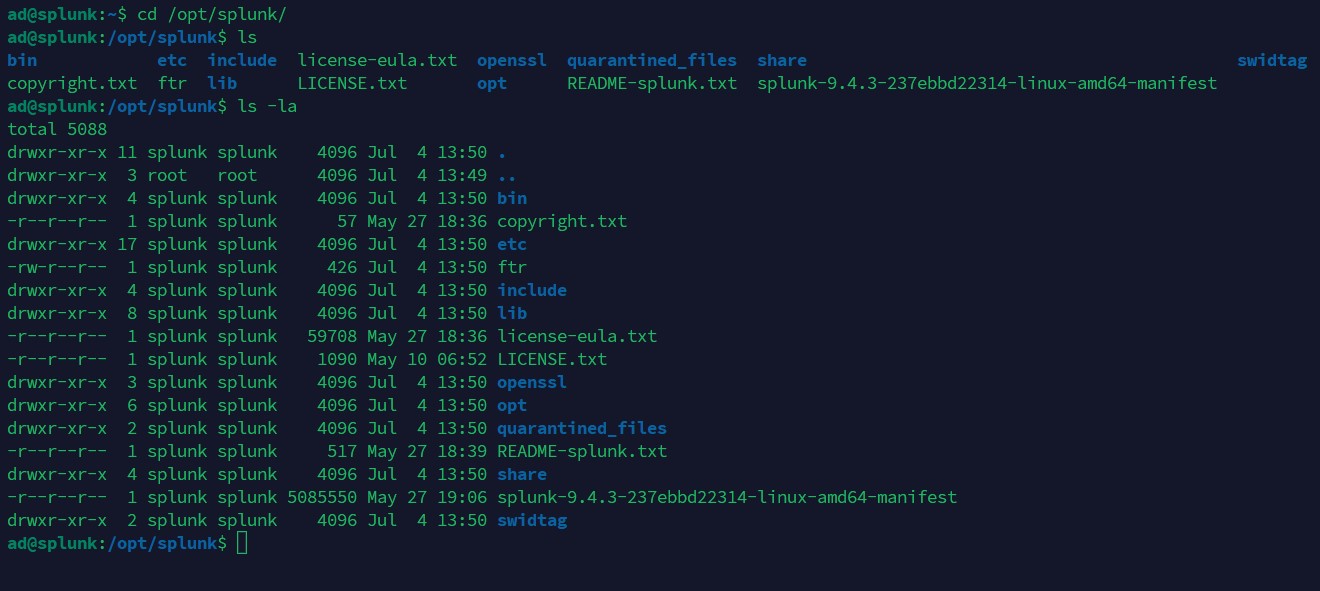 ad@splunk:~$ cd /opt/splunk/
ad@splunk:/opt/splunk$ ls
bin            etc  include  license-eula.txt  openssl  quarantined_files  share                                           swidtag
copyright.txt  ftr  lib      LICENSE.txt       opt      README-splunk.txt  splunk-9.4.3-237ebbd22314-linux-amd64-manifest
ad@splunk:/opt/splunk$ ls -la
total 5088
drwxr-xr-x 11 splunk splunk    4096 Jul  4 13:50 .
drwxr-xr-x  3 root   root      4096 Jul  4 13:49 ..
drwxr-xr-x  4 splunk splunk    4096 Jul  4 13:50 bin
-r--r--r--  1 splunk splunk      57 May 27 18:36 copyright.txt
drwxr-xr-x 17 splunk splunk    4096 Jul  4 13:50 etc
-rw-r--r--  1 splunk splunk     426 Jul  4 13:50 ftr
drwxr-xr-x  4 splunk splunk    4096 Jul  4 13:50 include
drwxr-xr-x  8 splunk splunk    4096 Jul  4 13:50 lib
-r--r--r--  1 splunk splunk   59708 May 27 18:36 license-eula.txt
-r--r--r--  1 splunk splunk    1090 May 10 06:52 LICENSE.txt
drwxr-xr-x  3 splunk splunk    4096 Jul  4 13:50 openssl
drwxr-xr-x  6 splunk splunk    4096 Jul  4 13:50 opt
drwxr-xr-x  2 splunk splunk    4096 Jul  4 13:50 quarantined_files
-r--r--r--  1 splunk splunk     517 May 27 18:39 README-splunk.txt
drwxr-xr-x  4 splunk splunk    4096 Jul  4 13:50 share
-r--r--r--  1 splunk splunk 5085550 May 27 19:06 splunk-9.4.3-237ebbd22314-linux-amd64-manifest
drwxr-xr-x  2 splunk splunk    4096 Jul  4 13:50 swidtag
ad@splunk:/opt/splunk$